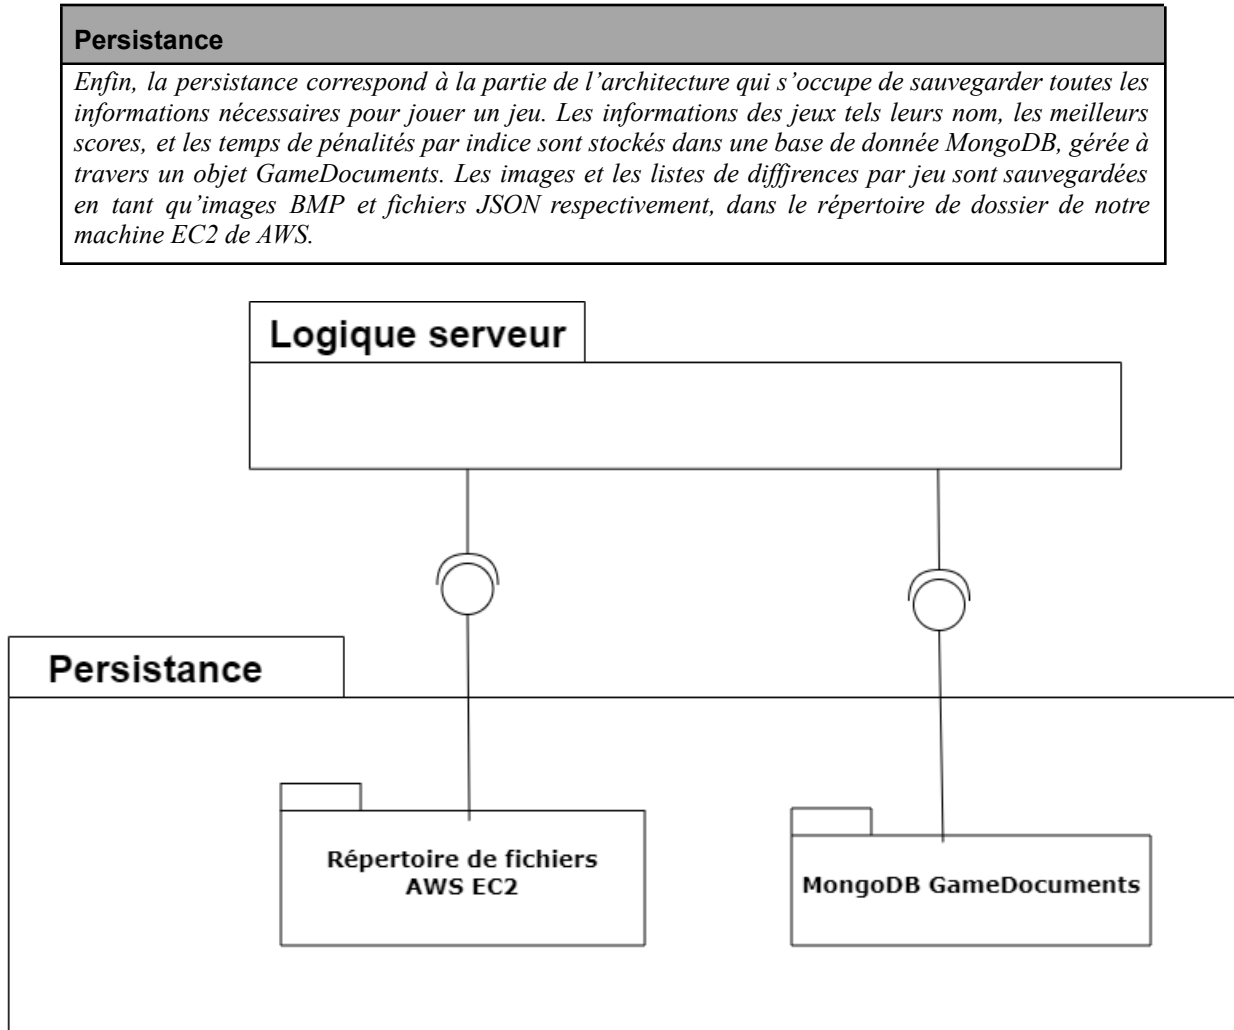 Persistance
Enfin, la persistance correspond à la partie de l’architecture qui s’occupe de sauvegarder toutes les
informations nécessaires pour jouer un jeu. Les informations des jeux tels leurs nom, les meilleurs
scores, et les temps de pénalités par indice sont stockés dans une base de donnée MongoDB, gérée à
travers un objet GameDocuments. Les images et les listes de diffjrences par jeu sont sauvegardées
en tant qu’images BMP et fichiers JSON respectivement, dans le répertoire de dossier de notre
machine EC2 de AWS.
Logique serveur
Persistance
Répertoire de fichiers
AWS EC2
MongoDB GameDocuments